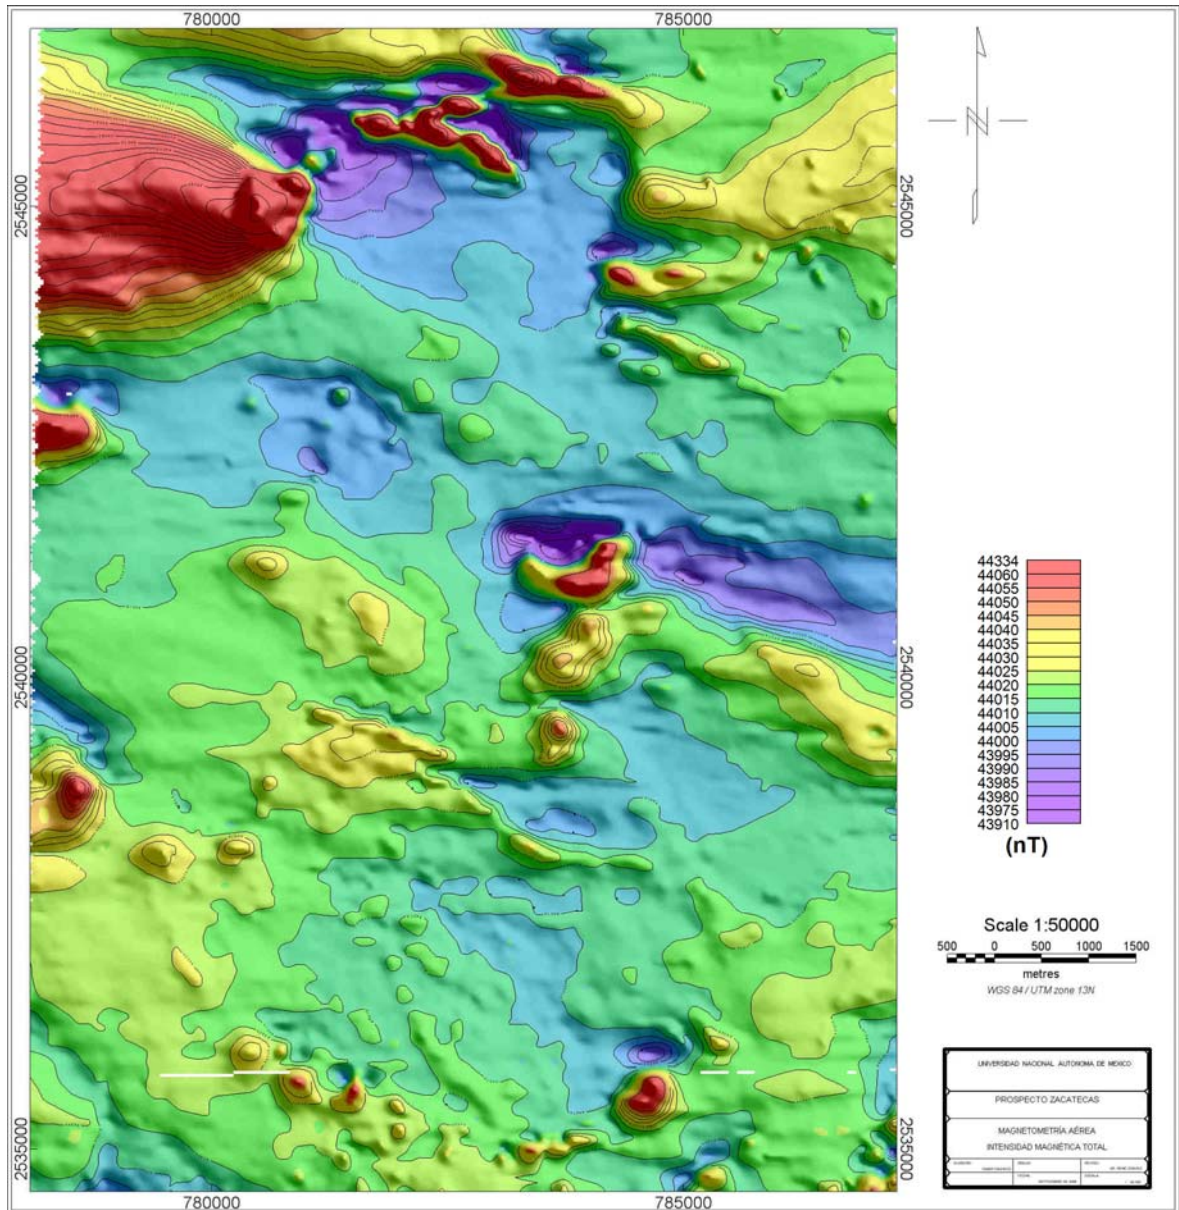 780000 785000
N
2545000 2545000
44334
44060
44055
44050
44045
44040
44035
44030
44025
44020
44015
44010
44005
44000
43995
43990
43985
43980
43975
43910
(nT)
2540000 2540000
Scale 1:50000
500 0 500 1000 1500
metres
WGS 84 / UTM zone 13N
UNIVERSIDAD NACIONAL AUTONOMA DE MEXICO
PROSPECTO ZACATECAS
MAGNETOMETRÍA AÉREA
INTENSIDAD MAGNÉTICA TOTAL
2535000 2535000
780000 785000